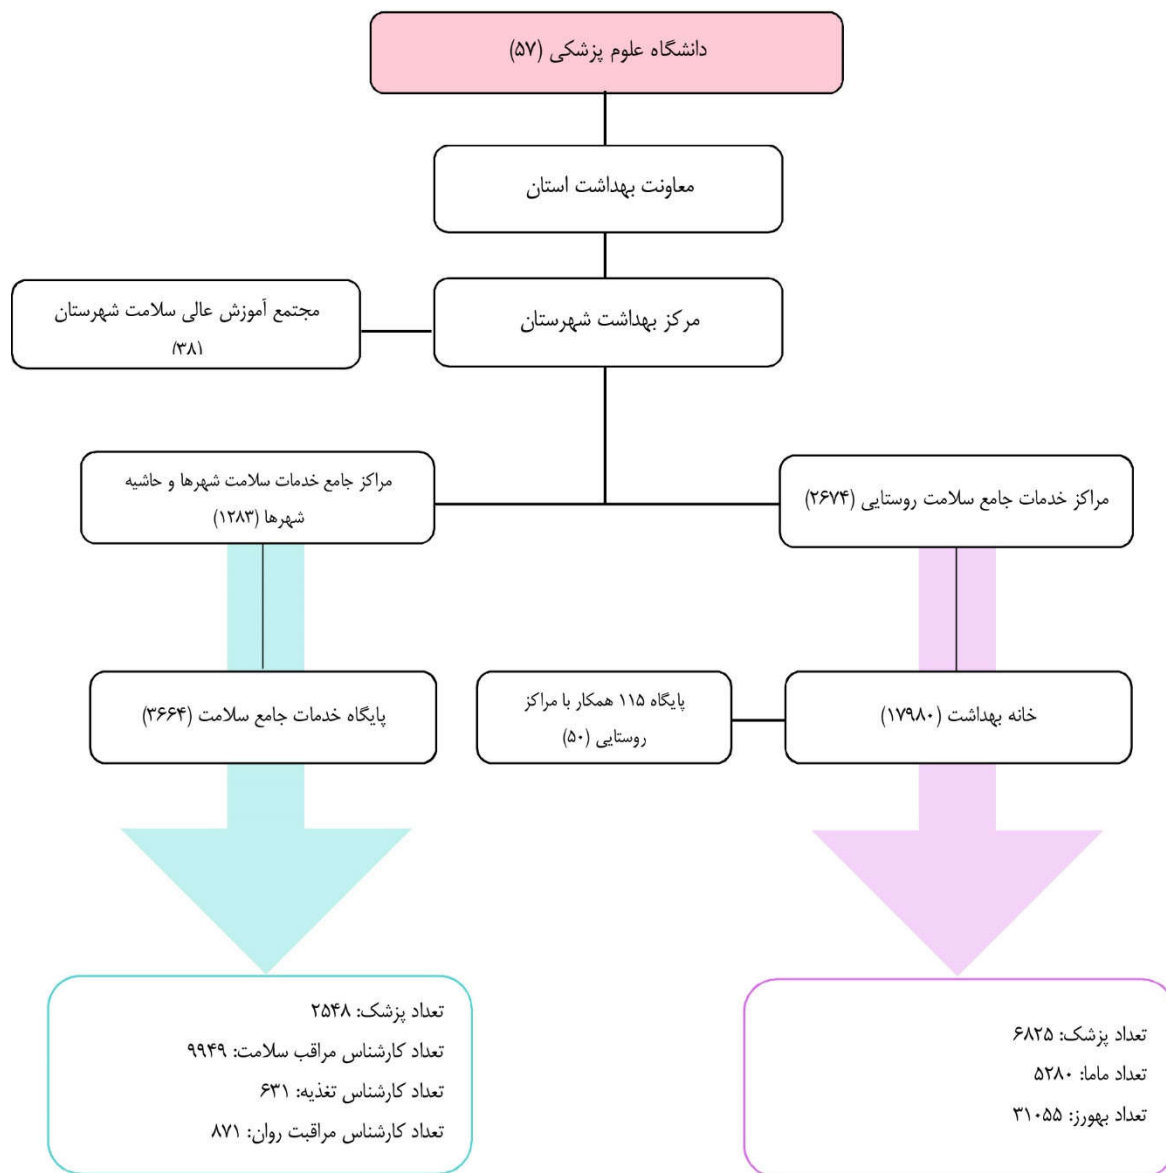 دانشگاه علوم پزشکی (۵۷)
معاونت بهداشت استان
مرکز بهداشت شهرستان
مجتمع آموزش عالی سلامت شهرستان
(۳۸)
مراکز خدمات جامع سلامت روستایی (۲۶۷۴)
مراکز جامع خدمات سلامت شهرها و حاشیه
شهرها (۱۲۸۳)
خانه بهداشت (۱۷۹۸۰)
پایگاه ۱۱۵ همکار با مراکز
روستایی (۵۰)
پایگاه خدمات جامع سلامت (۳۶۶۴)
تعداد پزشک: ۶۸۲۵
تعداد ماما: ۵۲۸۰
تعداد بهورز: ۳۱۰۵۵
تعداد پزشک: ۲۵۴۸
تعداد کارشناس مراقب سلامت: ۹۹۴۹
تعداد کارشناس تغذیه: ۶۳۱
تعداد کارشناس مراقبت روان: ۸۷۱